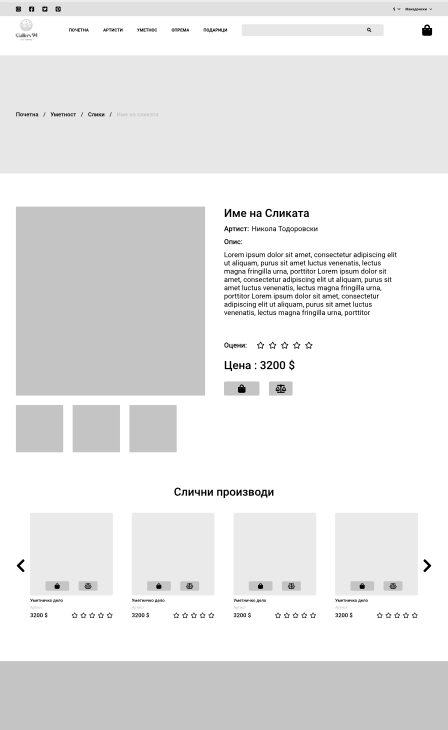 $ Македонски
Gallery 91
ПОЧЕТНА АРТИСТИ УМЕТНОС ОПРЕМА ПОДАРОЦИ
Почетна / Уметност / Слики / Име на сликата
Име на Сликата
Артист: Никола Тодоровски
Опис:
Lorem ipsum dolor sit amet, consectetur adipiscing elit
ut aliquam, purus sit amet luctus venenatis, lectus
magna fringilla urna, porttitor Lorem ipsum dolor sit
amet, consectetur adipiscing elit ut aliquam, purus sit
amet luctus venenatis, lectus magna fringilla urna,
porttitor Lorem ipsum dolor sit amet, consectetur
adipiscing elit ut aliquam, purus sit amet luctus
venenatis, lectus magna fringilla urna, porttitor
Оцени:
Цена : 3200 $
Слични производи
Уметничко дело Уметничко дело Уметничко дело Уметничко дело
3200 $ 3200 $ 3200 $ 3200 $